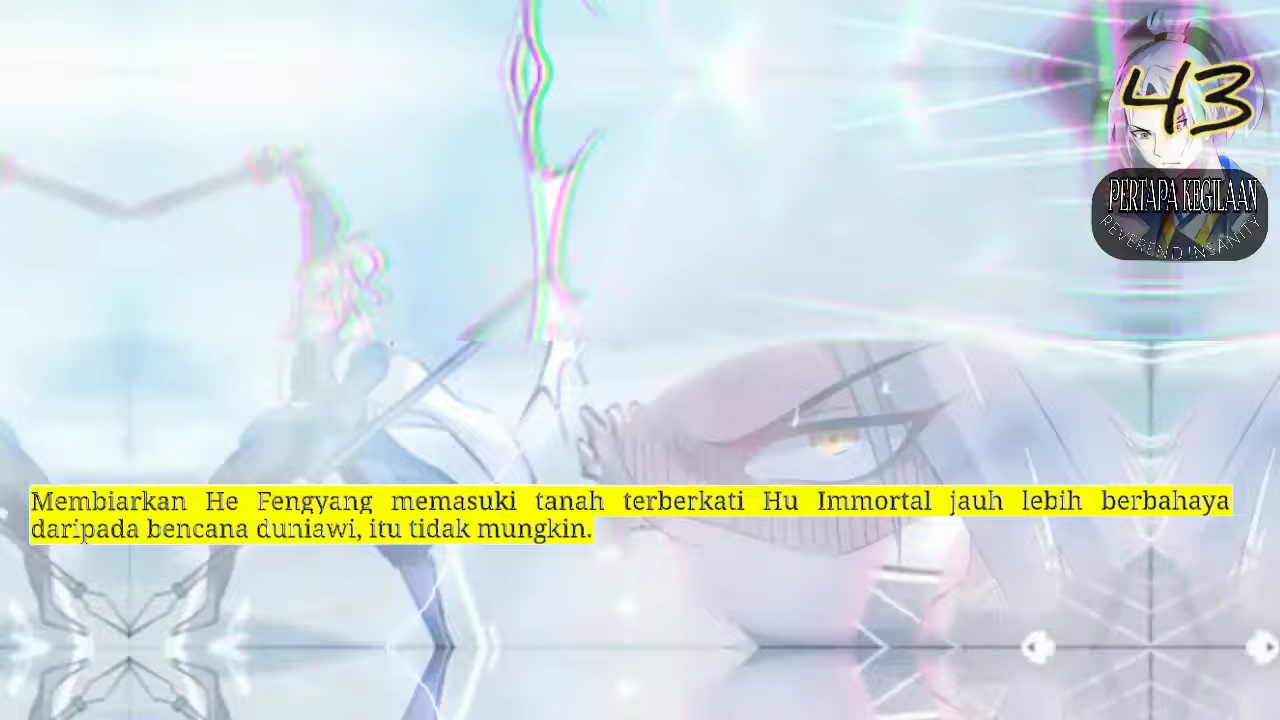 43
PERTAPA KEGILAAN
REVEREND INSANITY
Membiarkan He Fengyang memasuki tanah terberkati Hu Immortal jauh lebih berbahaya
daripada bencana duniawi, itu tidak mungkin.